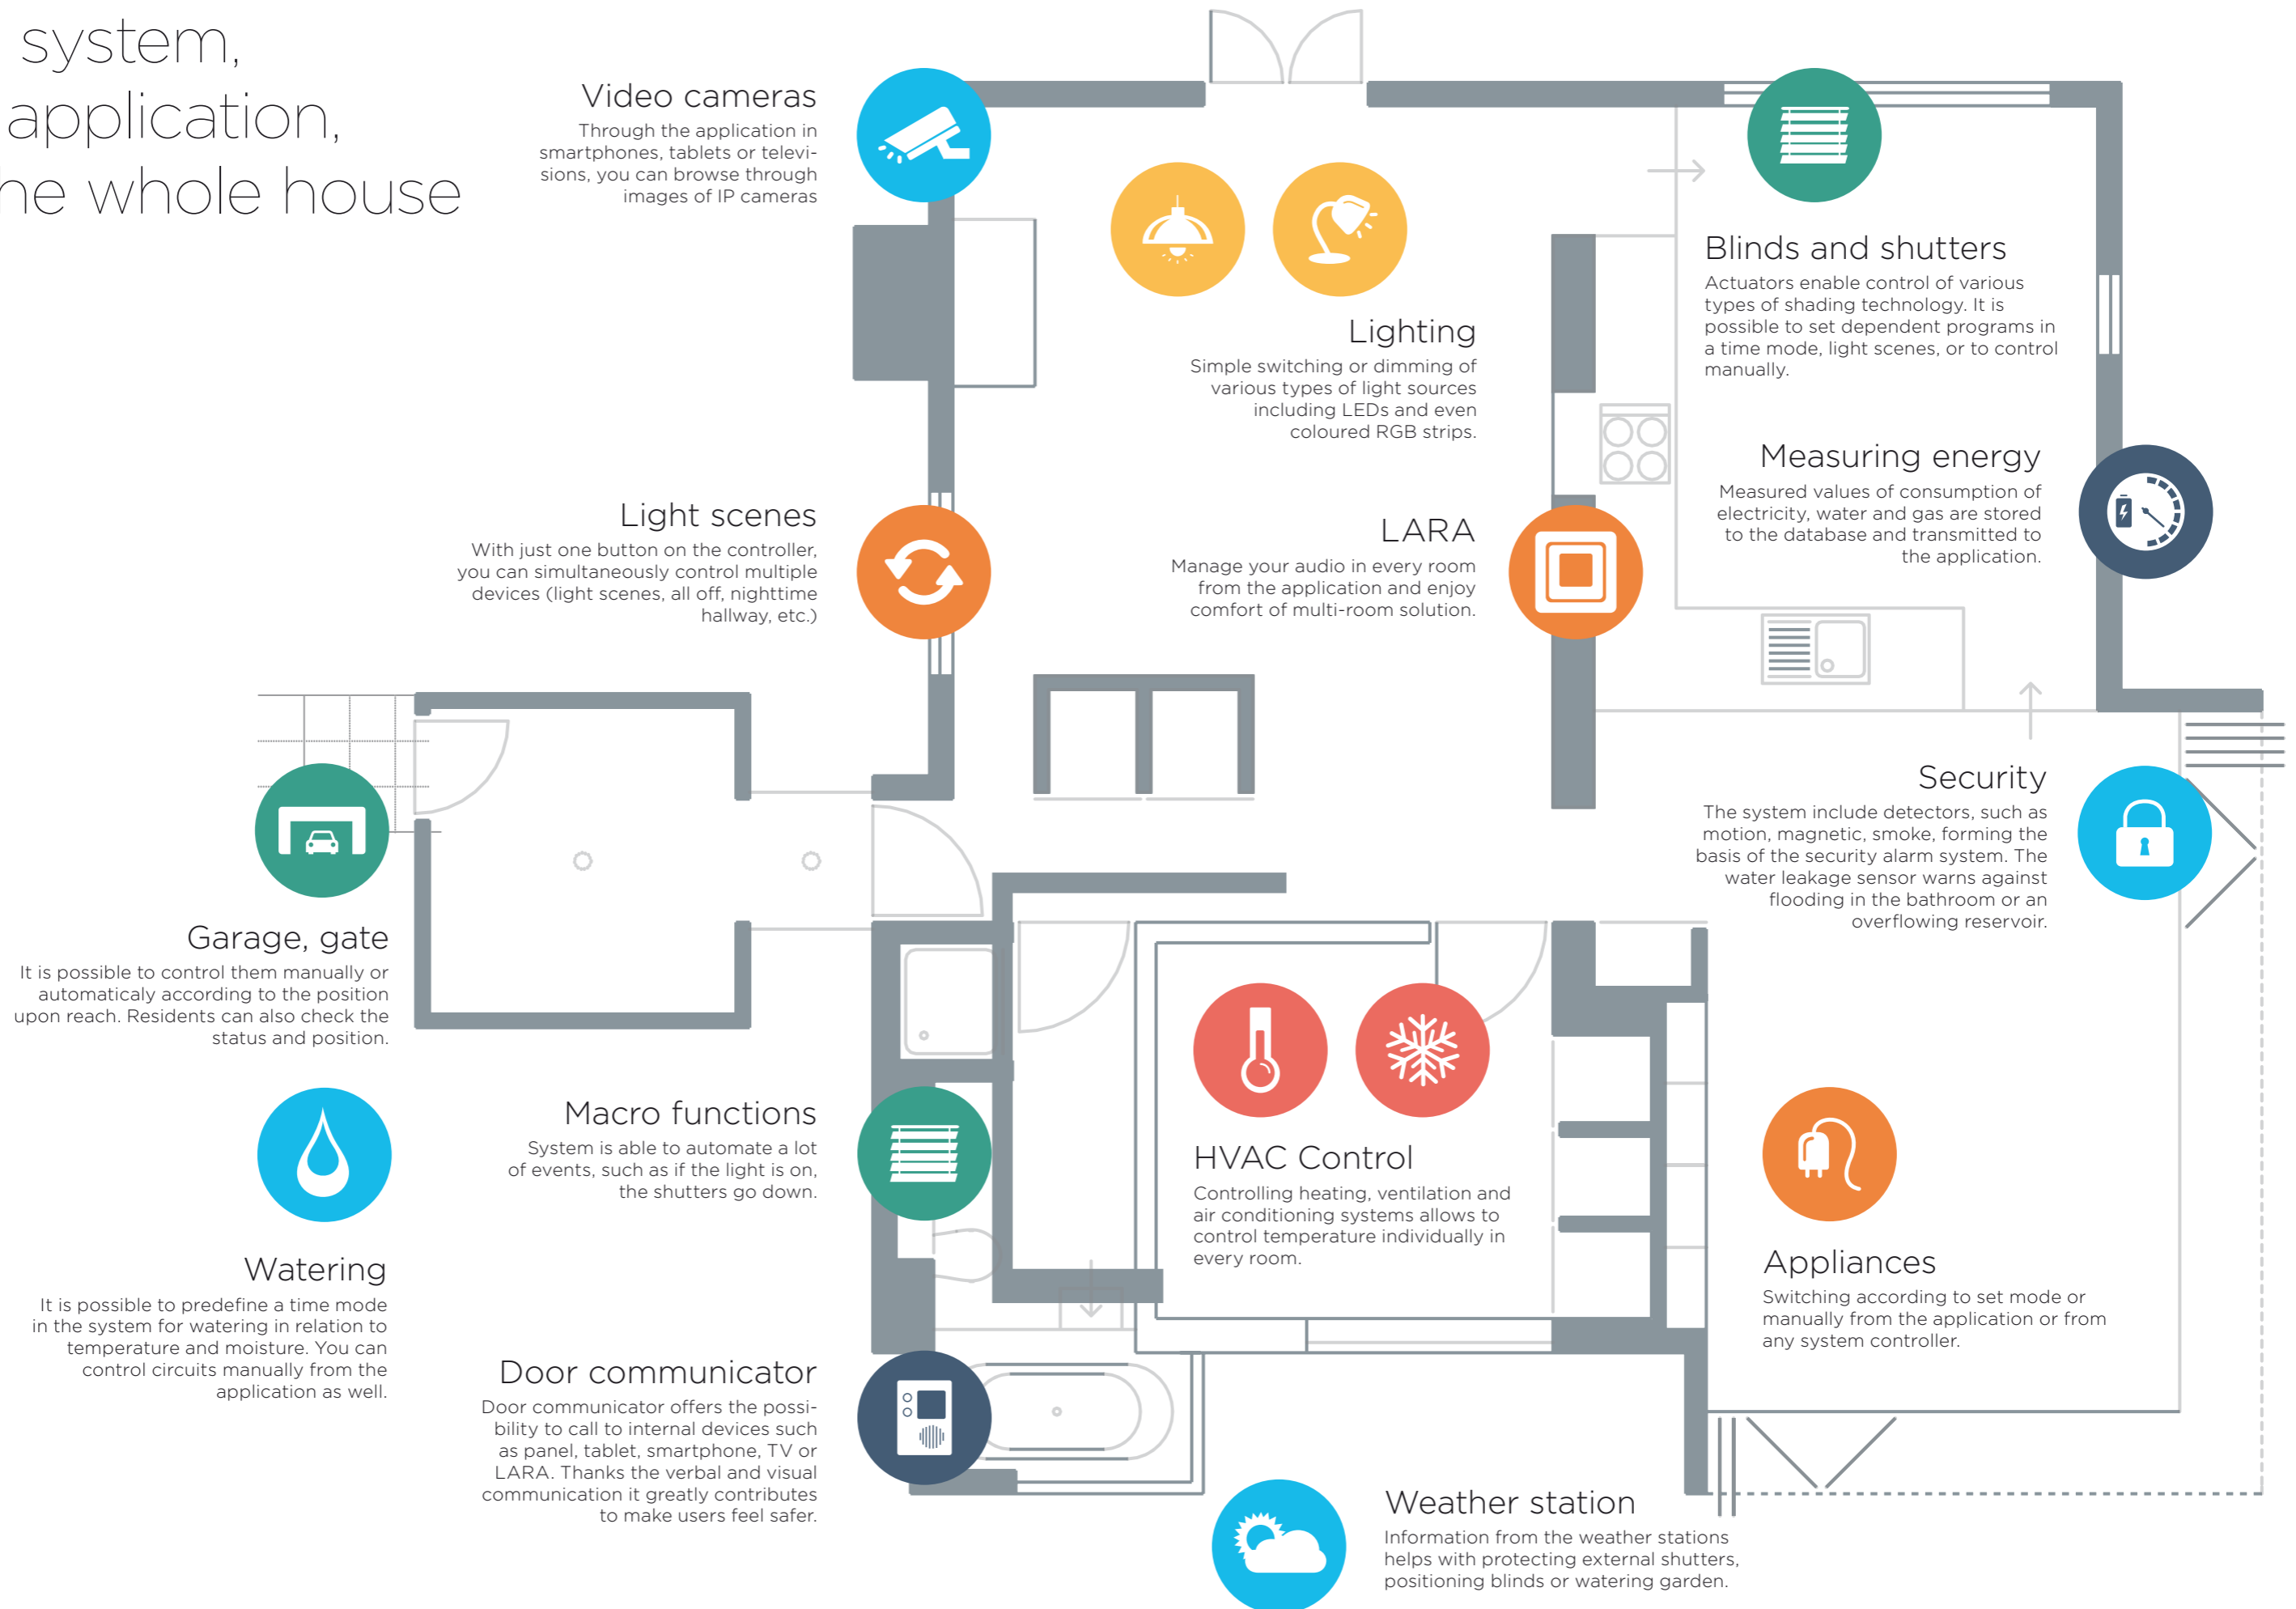 system,
application,
he whole house
Video cameras
Through the application in
smartphones, tablets or televi-
sions, you can browse through
images of IP cameras
Lighting
Simple switching or dimming of
various types of light sources
including LEDs and even
coloured RGB strips.
Blinds and shutters
Actuators enable control of various
types of shading technology. It is
possible to set dependent programs in
a time mode, light scenes, or to control
manually.
Measuring energy
Measured values of consumption of
electricity, water and gas are stored
to the database and transmitted to
the application.
Light scenes
With just one button on the controller,
you can simultaneously control multiple
devices (light scenes, all off, nighttime
hallway, etc.)
LARA
Manage your audio in every room
from the application and enjoy
comfort of multi-room solution.
Security
The system include detectors, such as
motion, magnetic, smoke, forming the
basis of the security alarm system. The
water leakage sensor warns against
flooding in the bathroom or an
overflowing reservoir.
Garage, gate
It is possible to control them manually or
automaticaly according to the position
upon reach. Residents can also check the
status and position.
Macro functions
System is able to automate a lot
of events, such as if the light is on,
the shutters go down.
HVAC Control
Controlling heating, ventilation and
air conditioning systems allows to
control temperature individually in
every room.
Appliances
Switching according to set mode or
manually from the application or from
any system controller.
Watering
It is possible to predefine a time mode
in the system for watering in relation to
temperature and moisture. You can
control circuits manually from the
application as well.
Door communicator
Door communicator offers the possi-
bility to call to internal devices such
as panel, tablet, smartphone, TV or
LARA. Thanks the verbal and visual
communication it greatly contributes
to make users feel safer.
Weather station
Information from the weather stations
helps with protecting external shutters,
positioning blinds or watering garden.